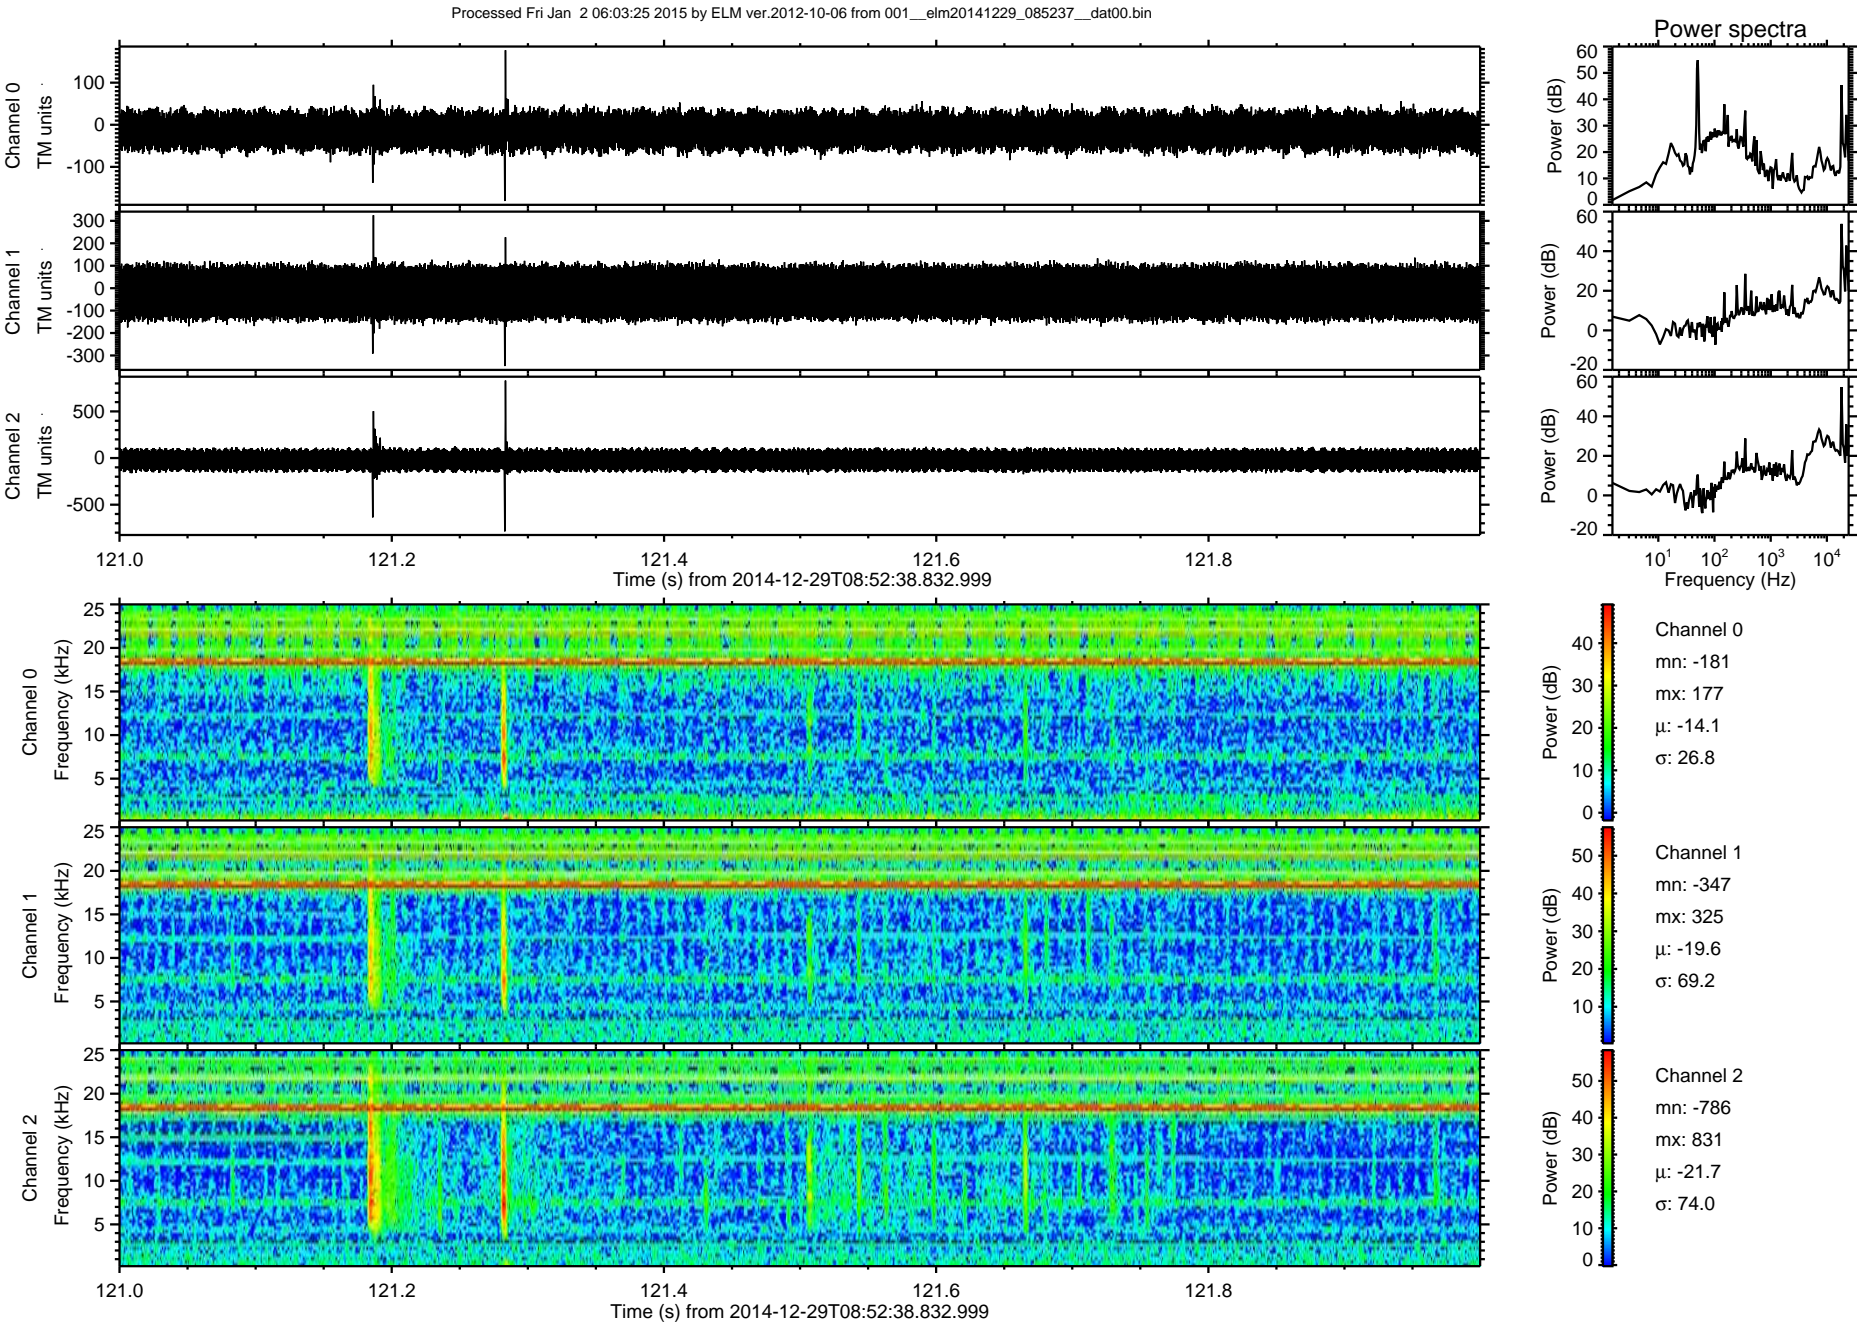 Processed Fri Jan  2 06:03:25 2015 by ELM ver.2012-10-06 from 001__elm20141229_085237__dat00.bin
Power spectra
Channel 0
TM units
100
0
-100
Power (dB)
60
50
40
30
20
10
0
Channel 1
TM units
300
200
100
0
-100
-200
-300
Power (dB)
60
40
20
0
-20
Channel 2
TM units
500
0
-500
Power (dB)
60
40
20
0
-20
121.0 121.2 121.4 121.6 121.8
Time (s) from 2014-12-29T08:52:38.832.999
10¹ 10² 10³ 10⁴
Frequency (Hz)
Channel 0
Frequency (kHz)
25
20
15
10
5
Power (dB)
40
30
20
10
0
Channel 0
mn: -181
mx: 177
µ: -14.1
σ: 26.8
Channel 1
Frequency (kHz)
25
20
15
10
5
Power (dB)
50
40
30
20
10
Channel 1
mn: -347
mx: 325
µ: -19.6
σ: 69.2
Channel 2
Frequency (kHz)
25
20
15
10
5
Power (dB)
50
40
30
20
10
0
Channel 2
mn: -786
mx: 831
µ: -21.7
σ: 74.0
121.0 121.2 121.4 121.6 121.8
Time (s) from 2014-12-29T08:52:38.832.999